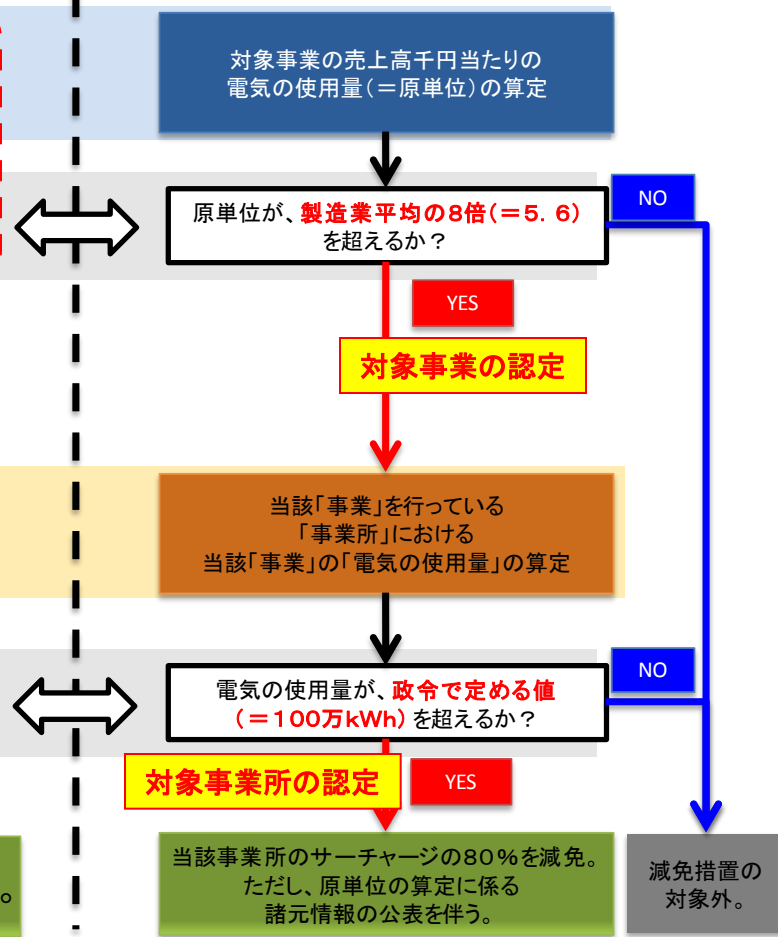 対象事業の売上高千円当たりの
電気の使用量(=原単位)の算定
原単位が、製造業平均の8倍(=5.6)
を超えるか?
NO
YES
対象事業の認定
当該「事業」を行っている
「事業所」における
当該「事業」の「電気の使用量」の算定
電気の使用量が、政令で定める値
(=100万kWh)を超えるか?
NO
対象事業所の認定
YES
。
当該事業所のサーチャージの80%を減免。
ただし、原単位の算定に係る
諸元情報の公表を伴う。
減免措置の
対象外。